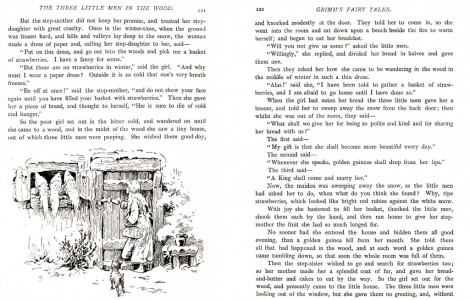 THE THREE LITTLE MEN IN THE WOOD. 121
But the step-mother did not keep her promise, and treated her step-
daughter with great cruelty. Once in the winter-time, when the ground
was frozen hard, and hills and valleys lay deep in the snow, the woman
made a dress of paper and, calling her step-daughter to her, said—
"Put on this dress, and go out into the woods and pick me a basket
of strawberries. I have a fancy for some."
"But there are no strawberries in winter," said the girl. "And why
must I wear a paper dress? Outside it is so cold that one's very breath
freezes."
"Be off at once!" said the step-mother, "and do not show your face
again until you have filled your basket with strawberries." Then she gave
her a piece of bread, and thought to herself, "She is sure to die of cold
and hunger."
So the poor girl set out in the bitter cold, and wandered on until
she came to a wood, and in the midst of the wood she saw a tiny house,
out of which three little men were peeping. She wished them good day,
122 GRIMM'S FAIRY TALES.
and knocked modestly at the door. They told her to come in, so she
went into the room and sat down upon a bench beside the fire to warm
herself; and began to eat her breakfast.
"Will you not give us some?" asked the little men.
"Willingly," she replied, and divided her bread in halves and gave
them one.
Then they asked her how she came to be wandering in the wood in the
middle of winter in such a thin dress.
"Alas!" said she, "I have been told to gather a basket of straw-
berries, and I am afraid to go home until I have done so."
When the girl had eaten her bread the three little men gave her a
broom, and told her to sweep away the snow from the back door; then
whilst she was out of the room, they said—
"What shall we give her for being so polite and kind and for sharing
her bread with us?"
The first said—
"My gift is that she shall become more beautiful every day."
The second said—
"Whenever she speaks, golden guineas shall drop from her lips."
The third said—
"A King shall come and marry her."
Now, the maiden was sweeping away the snow, as the little men
had asked her to do, when what do you think she found? Why, ripe
strawberries, which looked like bright red rubies against the white snow.
With joy she hastened to fill her basket, thanked the little men,
shook them each by the hand, and then ran home to give her step-
mother the fruit she had so much longed for.
No sooner had she entered the house and bidden them all good
evening, than a golden guinea fell from her mouth. She told them
all that had happened in the wood, and at each word a golden guinea
came tumbling down, so that soon the whole room was full of them.
Then the step-sister wished to go and search for strawberries too;
so her mother made her a splendid coat of fur, and gave her bread-
and-butter and cakes to eat by the way. So the girl set out for the
wood, and presently came to the little house. The three little men were
looking out of the window, but she gave them no greeting, and, without